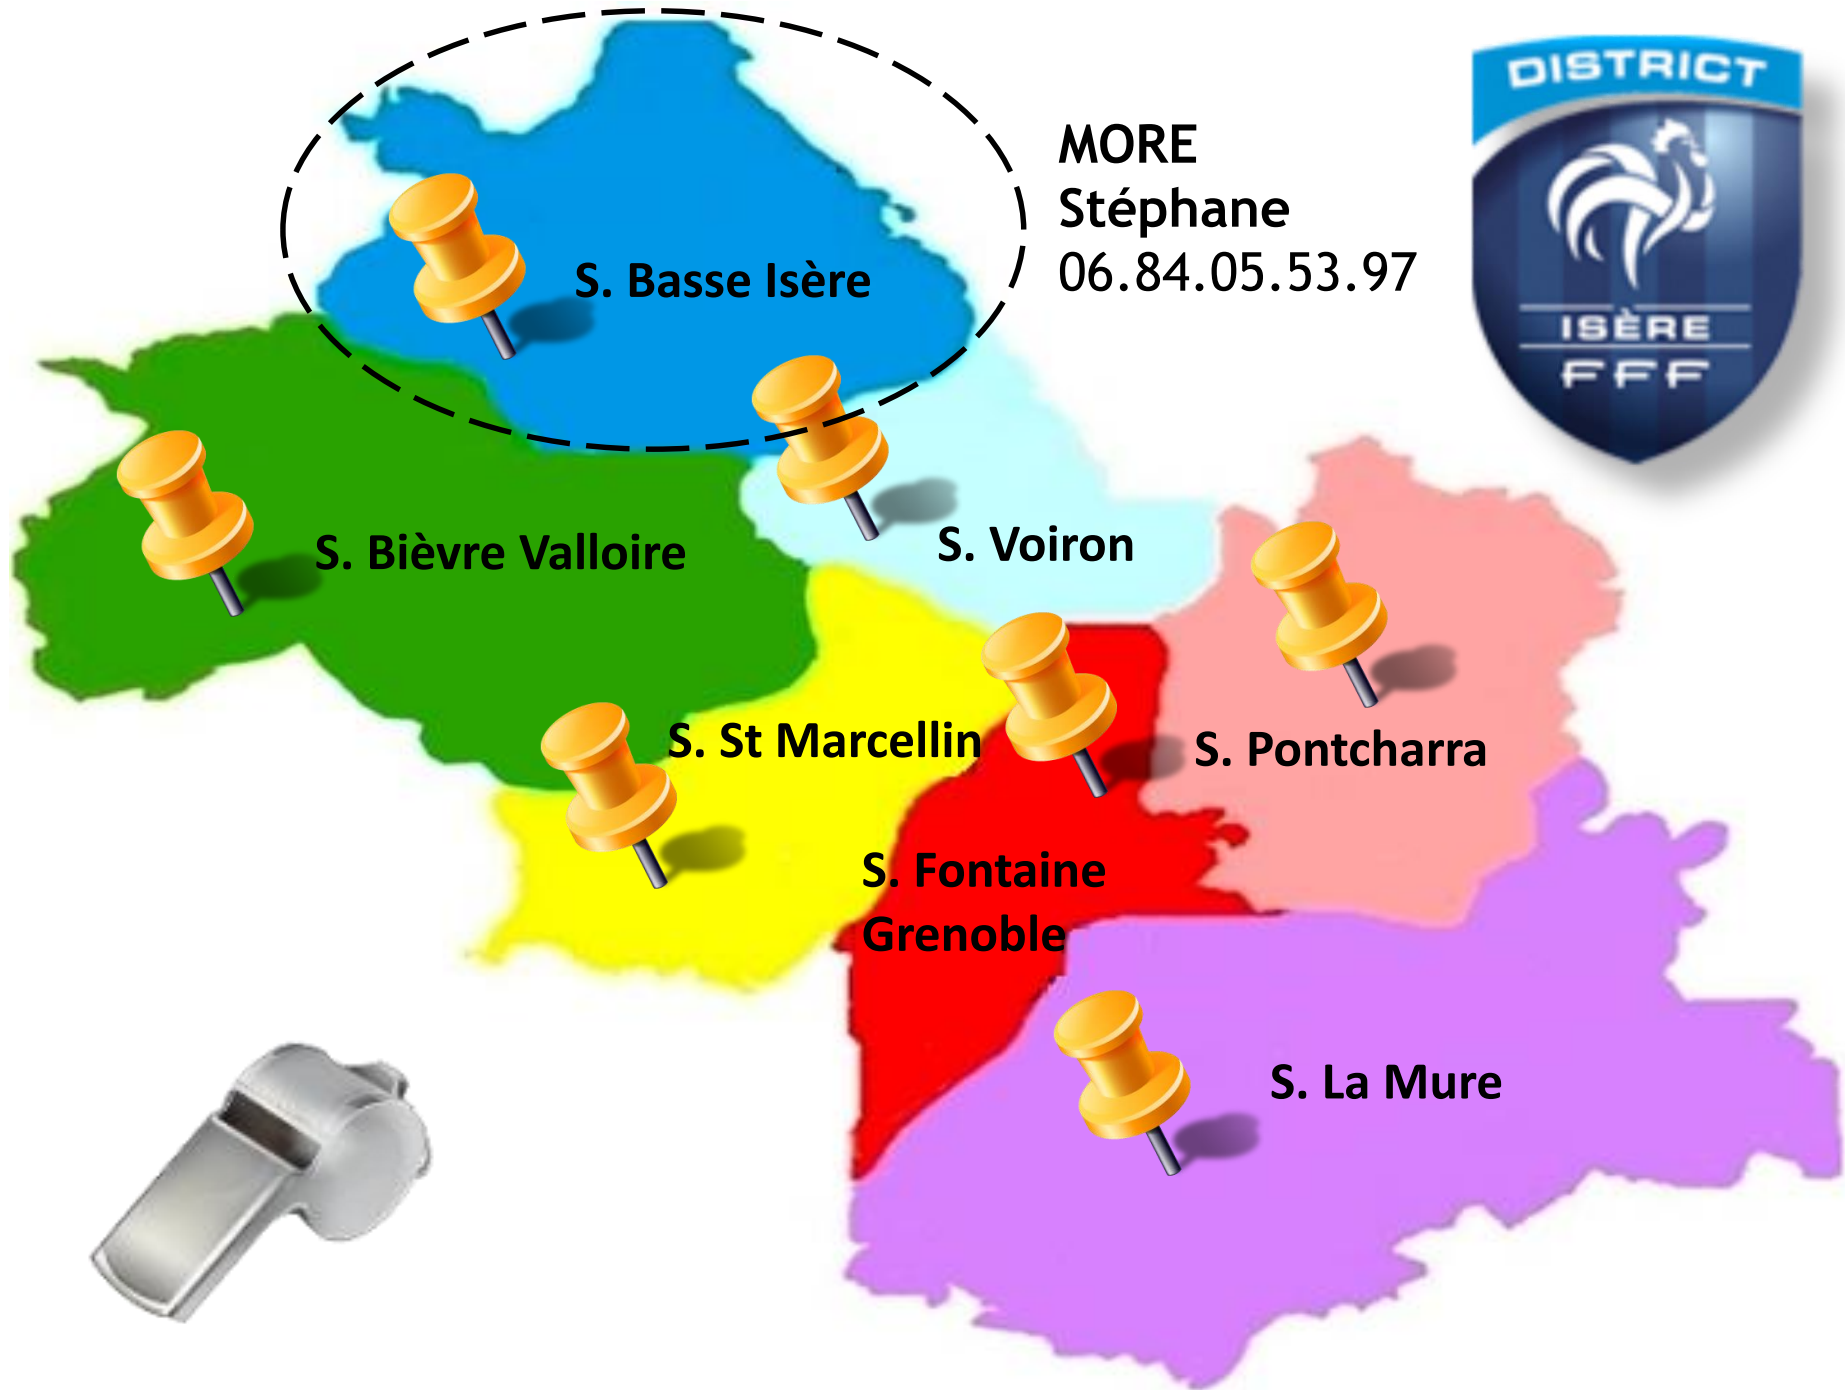 DISTRICT
MORE
Stéphane
06.84.05.53.97
S. Basse Isère
ISÈRE
FFF
S. Bièvre Valloire
S. Voiron
S. St Marcellin
S. Pontcharra
S. Fontaine
Grenoble
S. La Mure